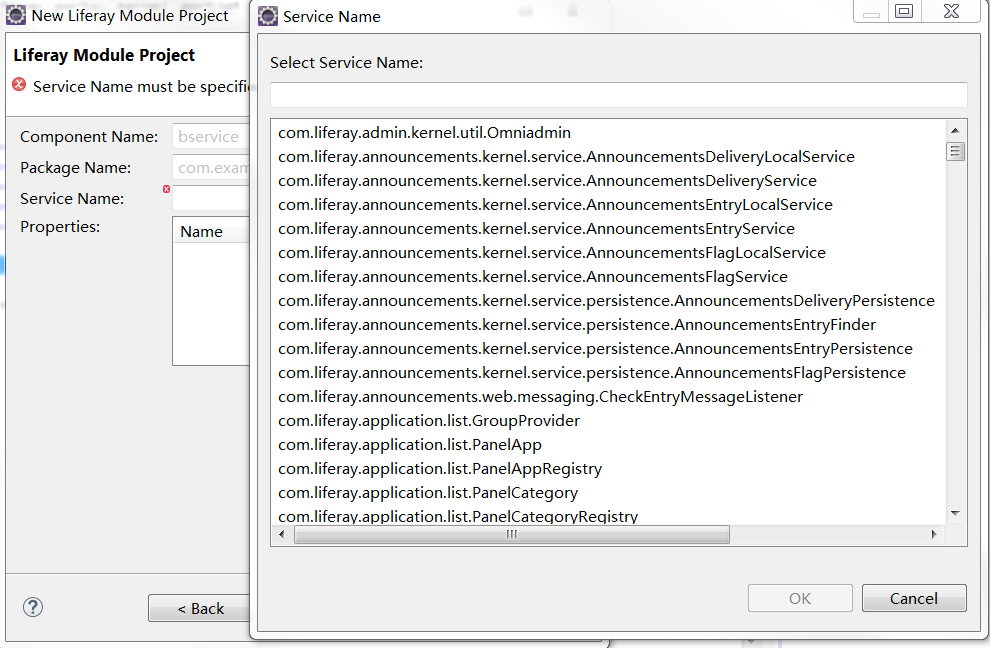 New Liferay Module Project
Liferay Module Project
Service Name must be specifi
Component Name:
bservice
Package Name:
com.exam
Service Name:
Properties:
Name
?
< Back
Service Name
Select Service Name:
com.liferay.admin.kernel.util.Omniadmin
com.liferay.announcements.kernel.service.AnnouncementsDeliveryLocalService
com.liferay.announcements.kernel.service.AnnouncementsDeliveryService
com.liferay.announcements.kernel.service.AnnouncementsEntryLocalService
com.liferay.announcements.kernel.service.AnnouncementsEntryService
com.liferay.announcements.kernel.service.AnnouncementsFlagLocalService
com.liferay.announcements.kernel.service.AnnouncementsFlagService
com.liferay.announcements.kernel.service.persistence.AnnouncementsDeliveryPersistence
com.liferay.announcements.kernel.service.persistence.AnnouncementsEntryFinder
com.liferay.announcements.kernel.service.persistence.AnnouncementsEntryPersistence
com.liferay.announcements.kernel.service.persistence.AnnouncementsFlagPersistence
com.liferay.announcements.web.messaging.CheckEntryMessageListener
com.liferay.application.list.GroupProvider
com.liferay.application.list.PanelApp
com.liferay.application.list.PanelAppRegistry
com.liferay.application.list.PanelCategory
com.liferay.application.list.PanelCategoryRegistry
OK
Cancel